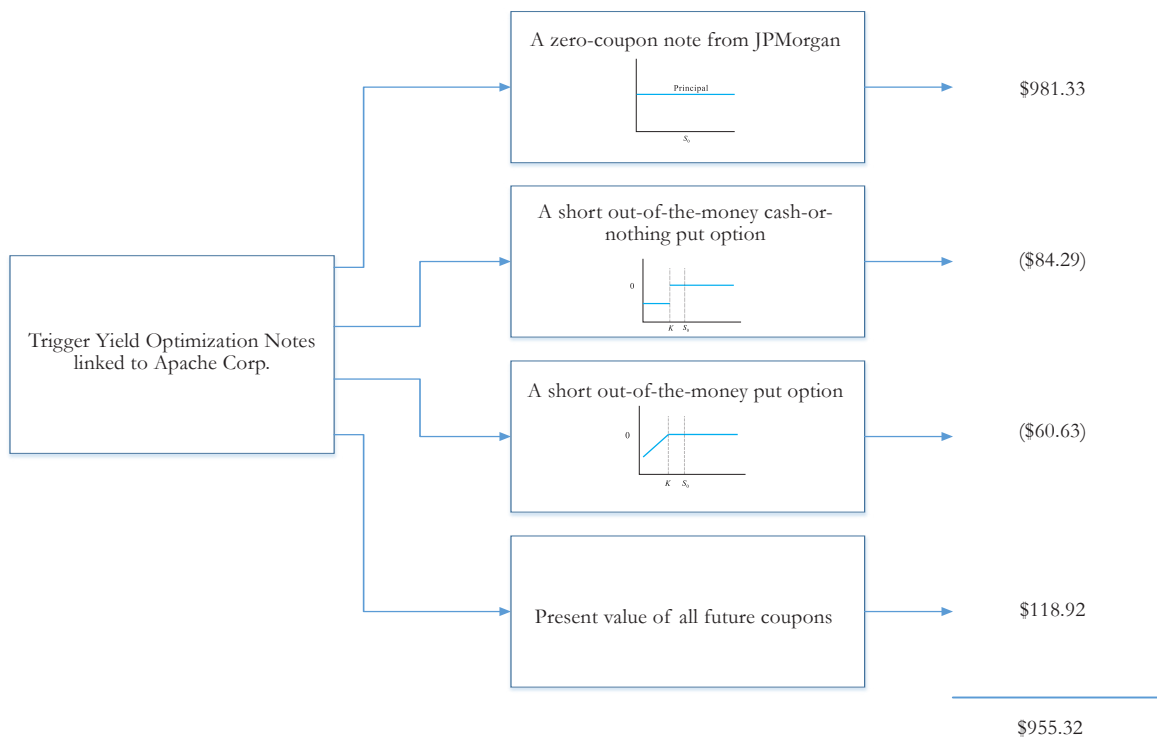 A zero-coupon note from JPMorgan
Principal
S₀
$981.33
A short out-of-the-money cash-or-
nothing put option
0
K
S₀
($84.29)
Trigger Yield Optimization Notes
linked to Apache Corp.
A short out-of-the-money put option
0
K
S₀
($60.63)
Present value of all future coupons
$118.92
$955.32